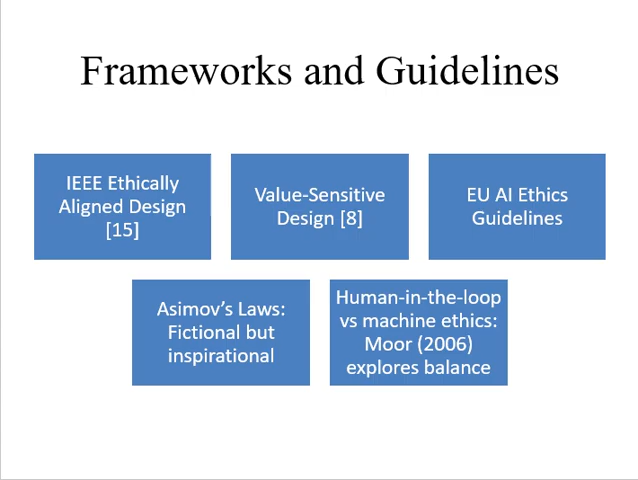 Frameworks and Guidelines
IEEE Ethically
Aligned Design
[15]
Value-Sensitive
Design [8]
EU AI Ethics
Guidelines
Asimov’s Laws:
Fictional but
inspirational
Human-in-the-loop
vs machine ethics:
Moor (2006)
explores balance